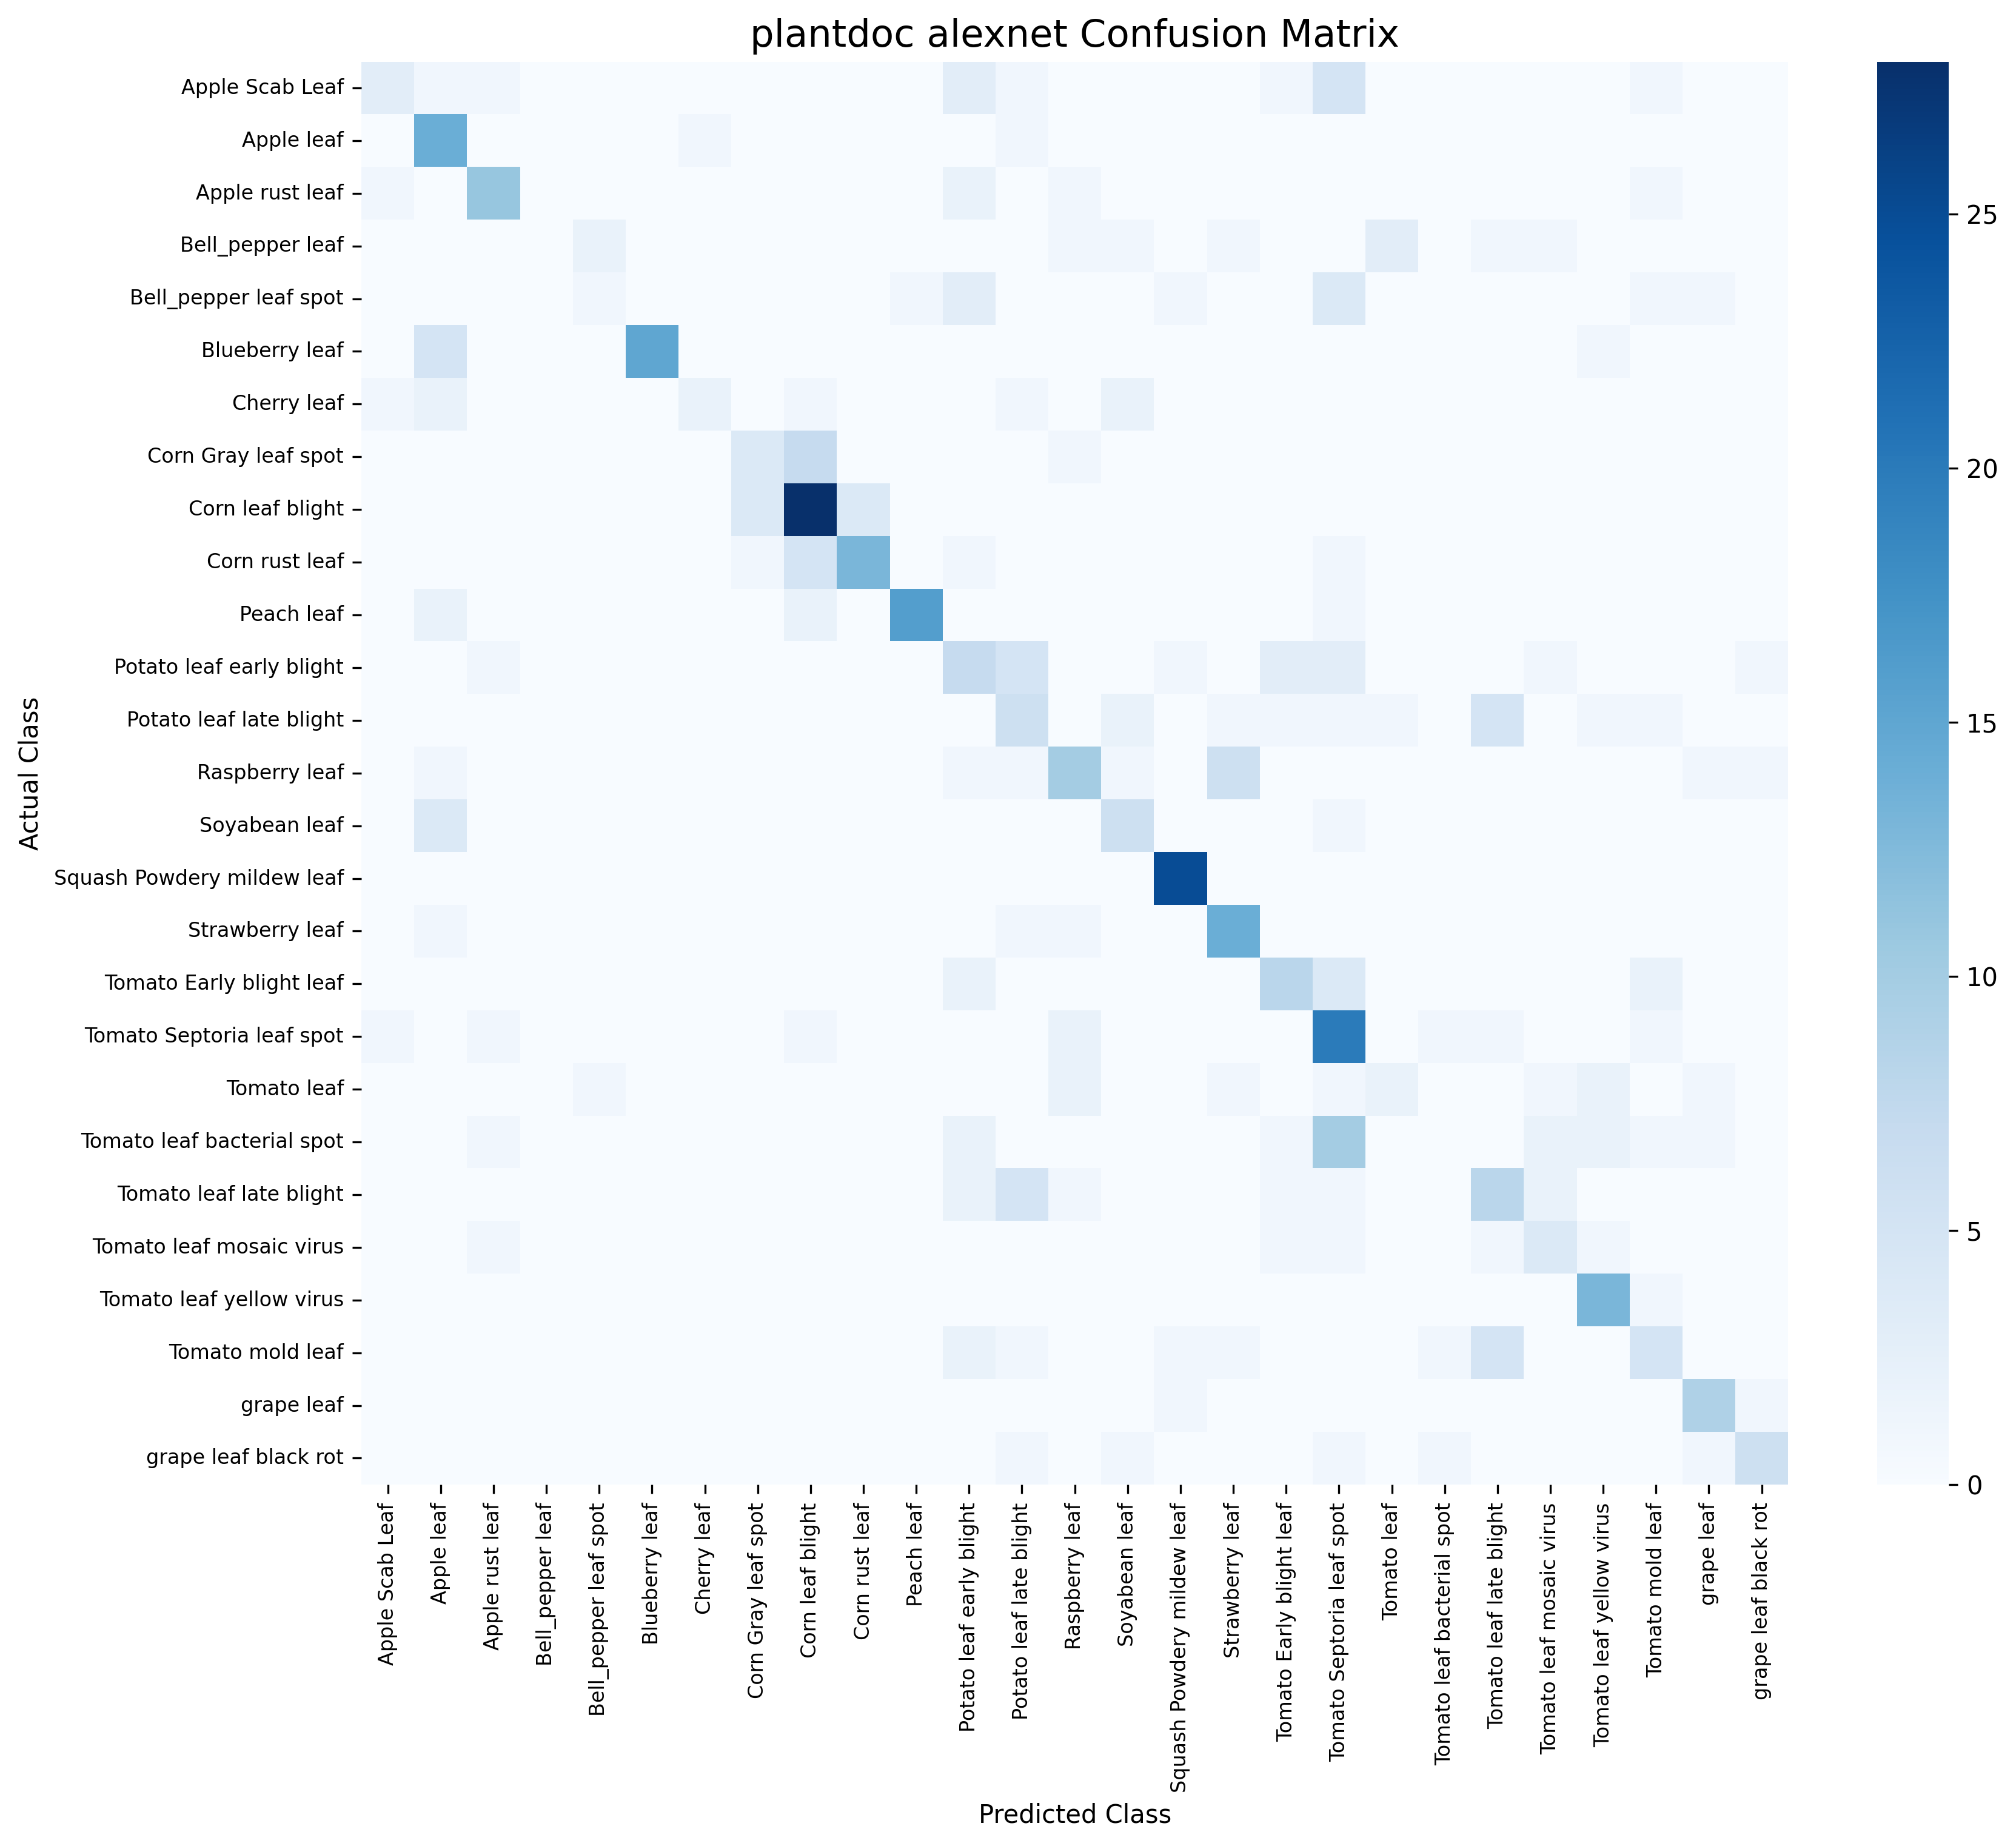 plantdoc alexnet Confusion Matrix
Actual Class
Apple Scab Leaf
Apple leaf
Apple rust leaf
Bell_pepper leaf
Bell_pepper leaf spot
Blueberry leaf
Cherry leaf
Corn Gray leaf spot
Corn leaf blight
Corn rust leaf
Peach leaf
Potato leaf early blight
Potato leaf late blight
Raspberry leaf
Soyabean leaf
Squash Powdery mildew leaf
Strawberry leaf
Tomato Early blight leaf
Tomato Septoria leaf spot
Tomato leaf
Tomato leaf bacterial spot
Tomato leaf late blight
Tomato leaf mosaic virus
Tomato leaf yellow virus
Tomato mold leaf
grape leaf
grape leaf black rot
Apple Scab Leaf
Apple leaf
Apple rust leaf
Bell_pepper leaf
Bell_pepper leaf spot
Blueberry leaf
Cherry leaf
Corn Gray leaf spot
Corn leaf blight
Corn rust leaf
Peach leaf
Potato leaf early blight
Potato leaf late blight
Raspberry leaf
Soyabean leaf
Squash Powdery mildew leaf
Strawberry leaf
Tomato Early blight leaf
Tomato Septoria leaf spot
Tomato leaf
Tomato leaf bacterial spot
Tomato leaf late blight
Tomato leaf mosaic virus
Tomato leaf yellow virus
Tomato mold leaf
grape leaf
grape leaf black rot
Predicted Class
25
20
15
10
5
0